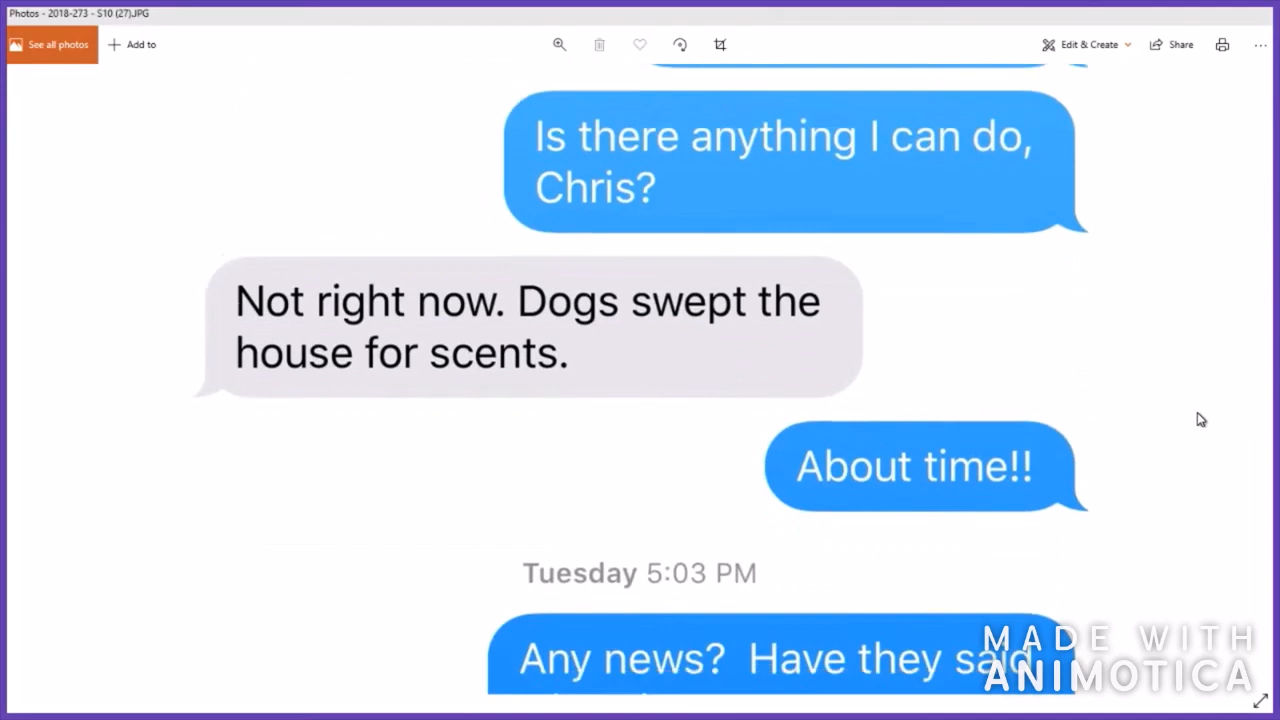 Photos - 2018-273 - S10 (27).JPG
See all photos
Add to
Edit & Create
Share
Is there anything I can do,
Chris?
Not right now. Dogs swept the
house for scents.
About time!!
Tuesday 5:03 PM
Any news? Have they said
MADE WITH
ANIMOTICA